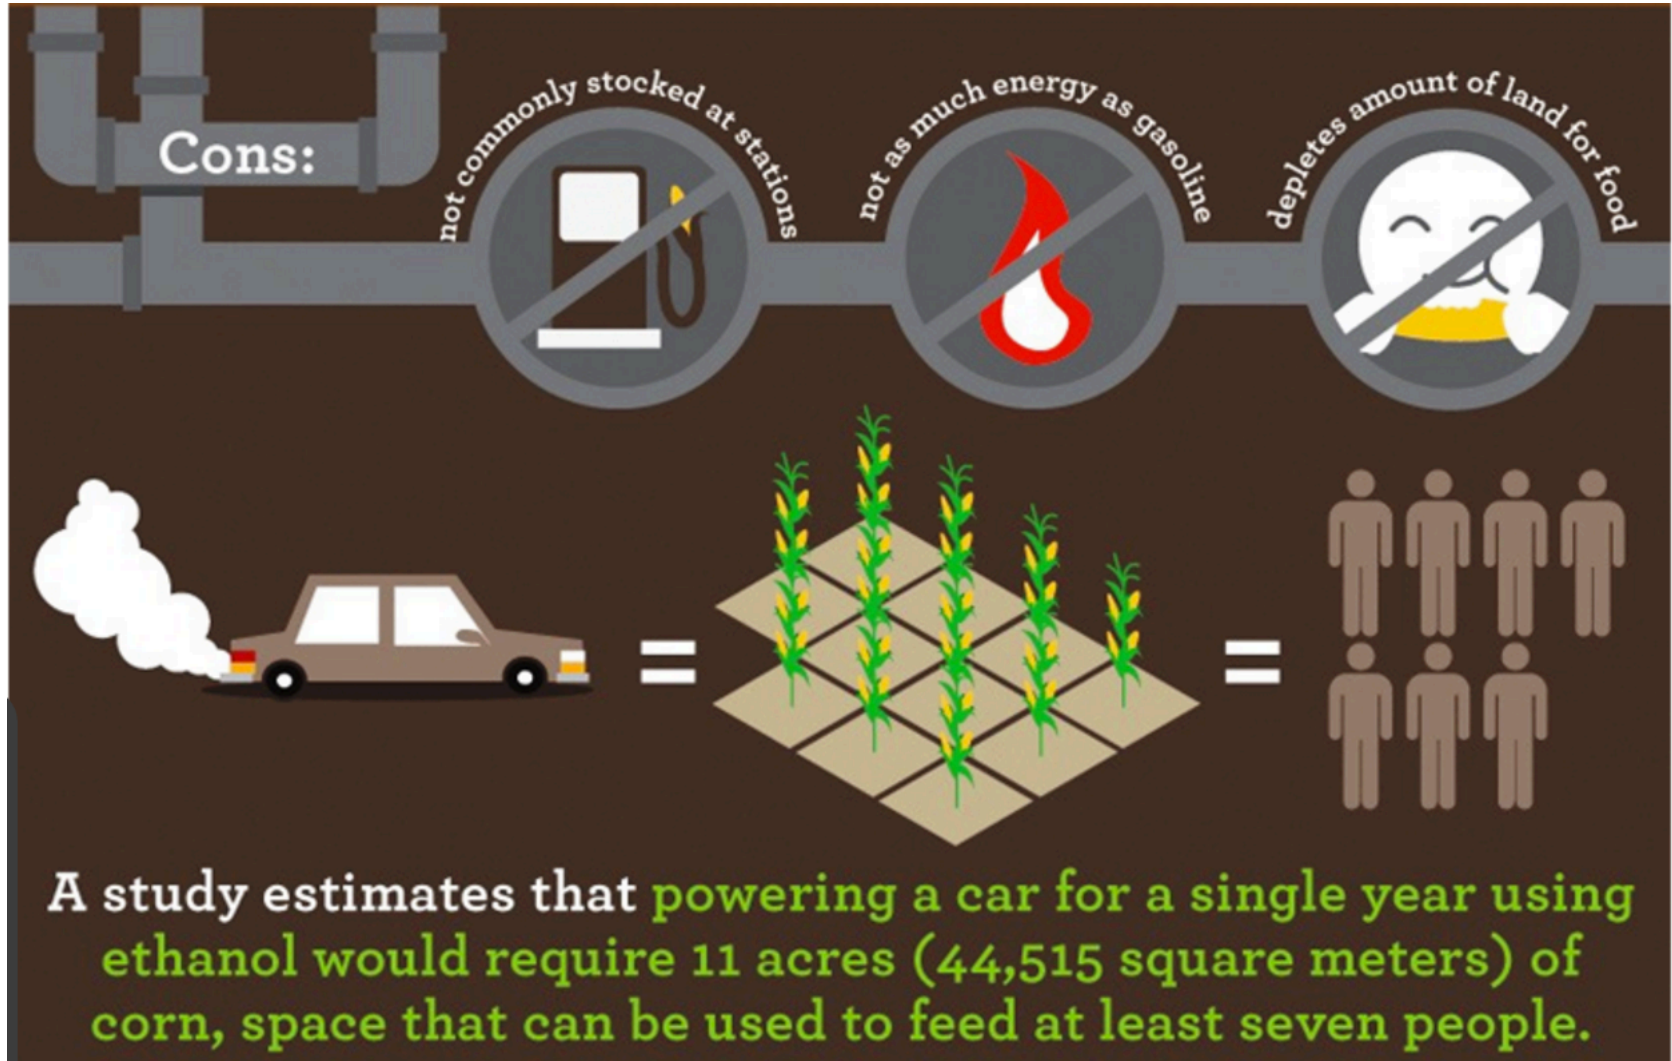 Cons:
not commonly stocked at stations
not as much energy as gasoline
depletes amount of land for food
A study estimates that powering a car for a single year using
ethanol would require 11 acres (44,515 square meters) of
corn, space that can be used to feed at least seven people.